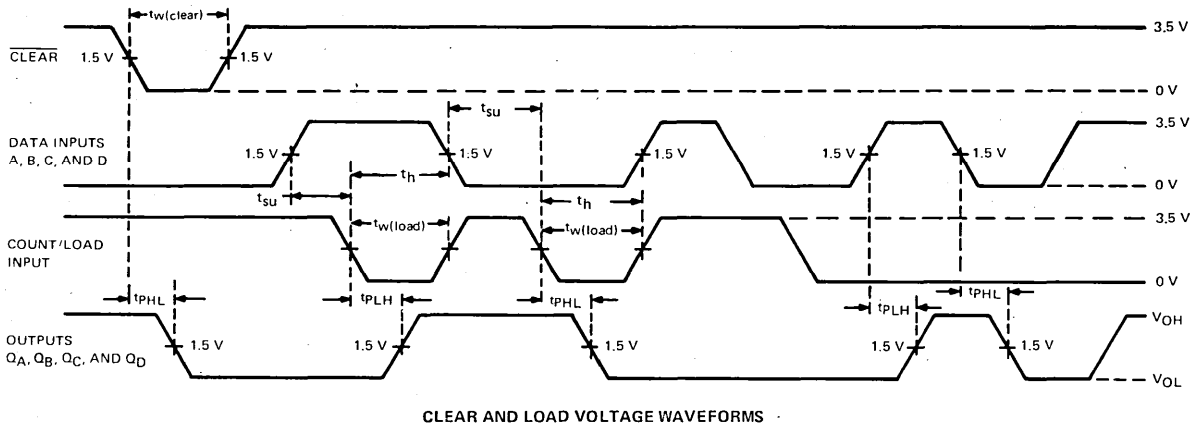 tw(clear)
3.5 V
CLEAR
1.5 V
1.5 V
0 V
tsu
3.5 V
DATA INPUTS
A, B, C, AND D
1.5 V
1.5 V
1.5 V
1.5 V
1.5 V
th
0 V
tsu
th
tw(load)
tw(load)
3.5 V
COUNT/LOAD
INPUT
0 V
tPHL
tPLH
tPHL
tPLH
tPHL
VOH
OUTPUTS
QA, QB, QC, AND QD
1.5 V
1.5 V
1.5 V
1.5 V
1.5 V
VOL
CLEAR AND LOAD VOLTAGE WAVEFORMS